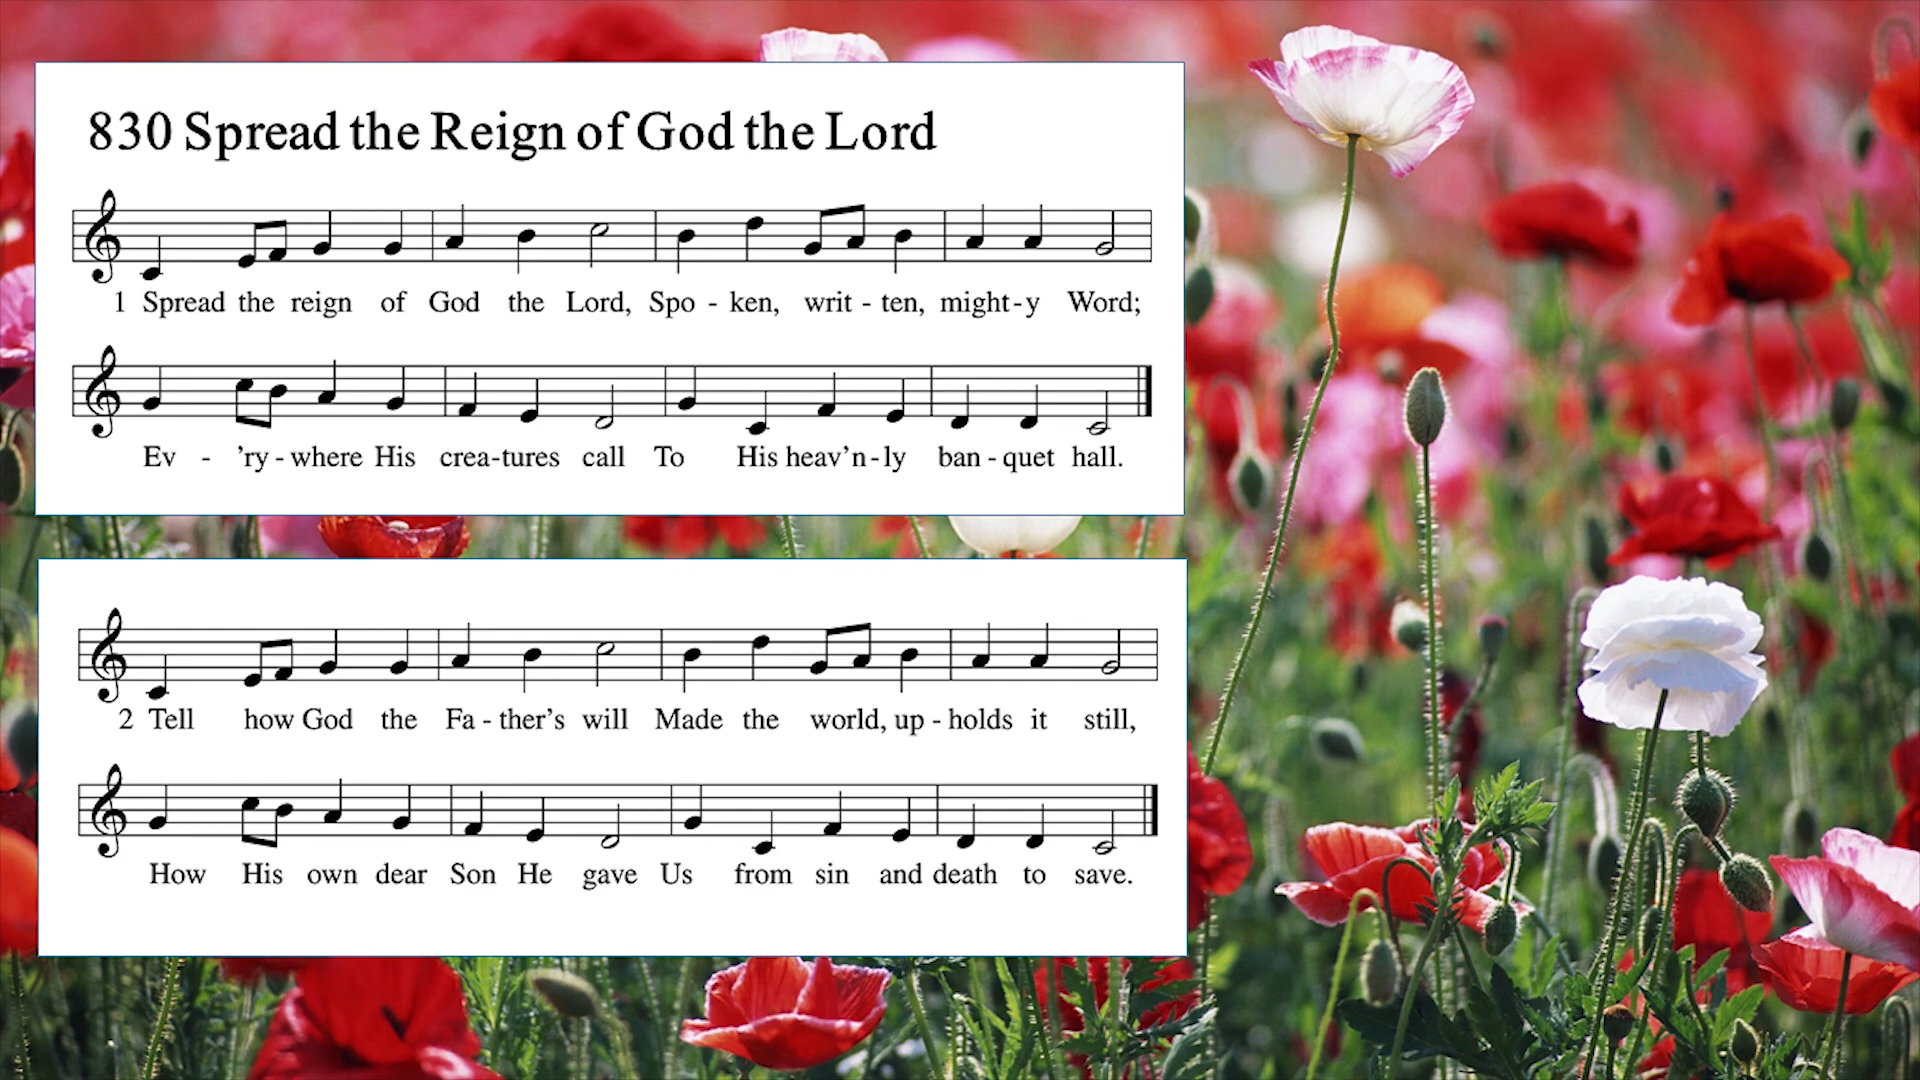 830 Spread the Reign of God the Lord
1 Spread the reign of God the Lord, Spo - ken, writ - ten, might - y Word;
Ev - ’ry - where His crea - tures call To His heav’n - ly ban - quet hall.
2 Tell how God the Fa - ther’s will Made the world, up - holds it still,
How His own dear Son He gave Us from sin and death to save.